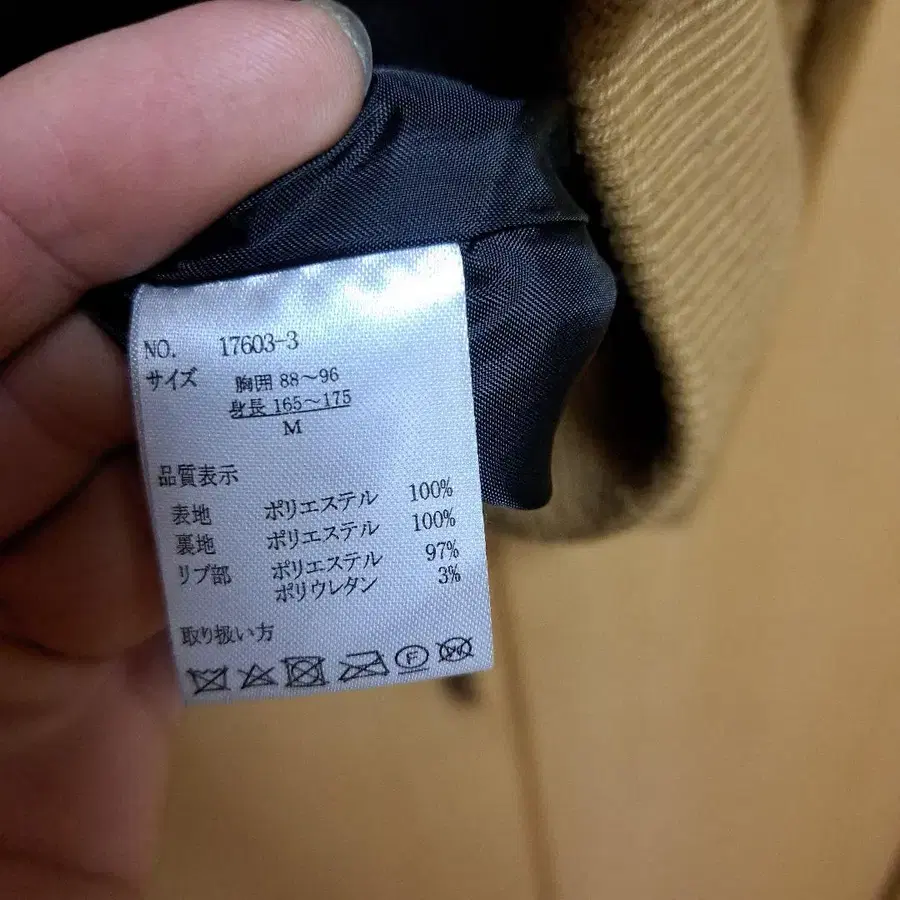 NO. 17603-3
サイズ 胸囲 88～96
身長 165～175
M
品質表示
表地 ポリエステル 100%
裏地 ポリエステル 100%
リブ部 ポリエステル 97%
ポリウレタン 3%
取り扱い方
F W